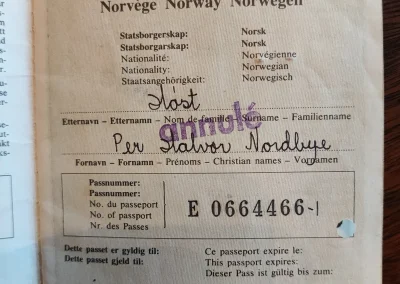 Norvège Norway Norwegen
Statsborgerskap: Norsk
Statsborgarskap: Norsk
Nationalité: Norvégienne
Nationality: Norwegian
Staatsangehörigkeit: Norwegisch
Høst
annulé
Etternavn – Etternamn – Nom de famille – Surname – Familienname
Per Halvor Nordbye
Fornavn – Fornamn – Prénoms – Christian names – Vornamen
Passnummer:
Passnummer:
No. du passeport
No. of passport
Nr. des Passes:
E 0664466
Dette passet er gyldig til: Ce passeport expire le:
Dette passet gjeld til: This passport expires:
Dieser Pass ist gültig bis zum: